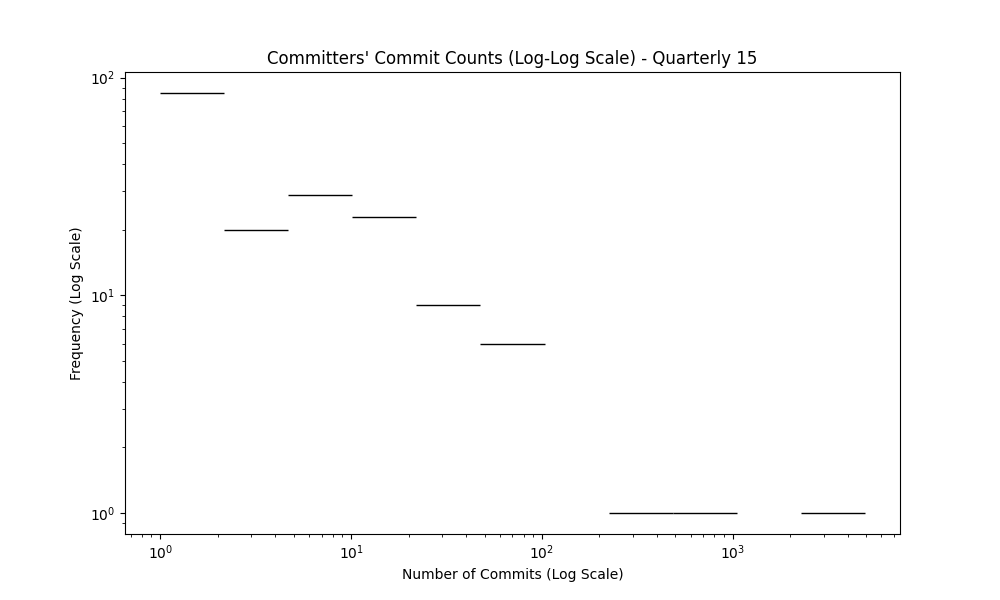 Committers' Commit Counts (Log-Log Scale) - Quarterly 15
10²
10¹
10⁰
Frequency (Log Scale)
10⁰ 10¹ 10² 10³
Number of Commits (Log Scale)